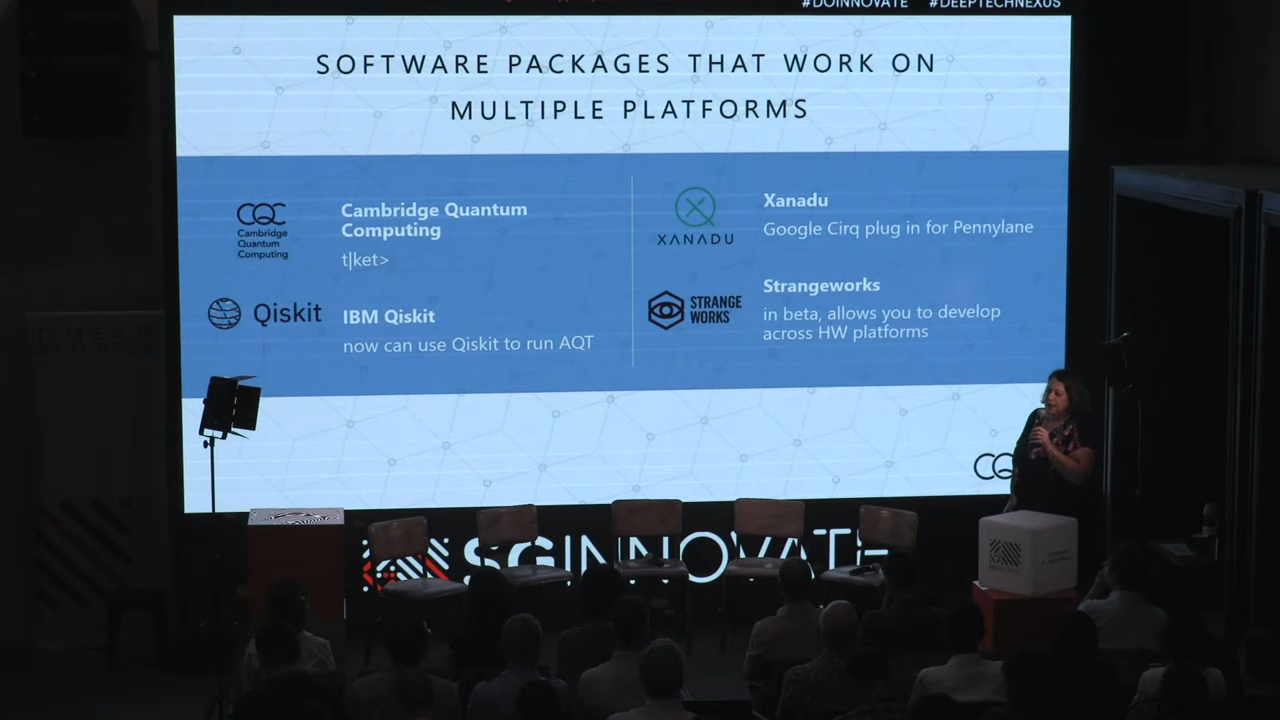 #DOINNOVATE #DEEPTECHNEXUS
SOFTWARE PACKAGES THAT WORK ON
MULTIPLE PLATFORMS
CQC
Cambridge
Quantum
Computing
Cambridge Quantum
Computing
t|ket>
Qiskit
IBM Qiskit
now can use Qiskit to run AQT
XANADU
Xanadu
Google Cirq plug in for Pennylane
STRANGE
WORKS
Strangeworks
in beta, allows you to develop
across HW platforms
CQ
SGINNOVATE